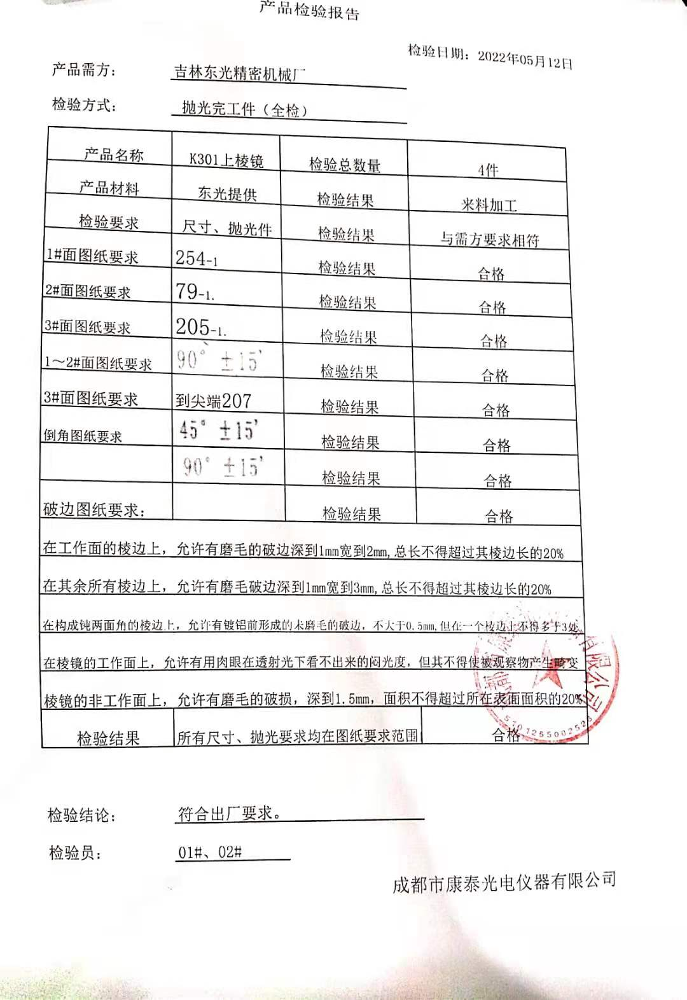 产品检验报告
检验日期：2022年05月12日
产品需方： 吉林东光精密机械厂
检验方式： 抛光完工件（全检）
产品名称 K301上棱镜 检验总数量 4件
产品材料 东光提供 检验结果 来料加工
检验要求 尺寸、抛光件 检验结果 与需方要求相符
1#面图纸要求 254-1 检验结果 合格
2#面图纸要求 79-1. 检验结果 合格
3#面图纸要求 205-1. 检验结果 合格
1～2#面图纸要求 90° ±15′ 检验结果 合格
3#面图纸要求 到尖端207 检验结果 合格
倒角图纸要求 45° ±15′ 检验结果 合格
90° ±15′ 检验结果 合格
破边图纸要求： 检验结果 合格
在工作面的棱边上，允许有磨毛的破边深到1mm宽到2mm,总长不得超过其棱边长的20%
在其余所有棱边上，允许有磨毛破边深到1mm宽到3mm,总长不得超过其棱边长的20%
在构成钝两面角的棱边上，允许有镀铝前形成的未磨毛的破边，不大于0.5mm,但在一个棱边上不得多于3处
在棱镜的工作面上，允许有用肉眼在透射光下看不出来的闷光度，但其不得使被观察物产生畸变
棱镜的非工作面上，允许有磨毛的破损，深到1.5mm，面积不得超过所在表面面积的20%
检验结果 所有尺寸、抛光要求均在图纸要求范围 合格
有限公司
5101255002523
检验结论： 符合出厂要求。
检验员： 01#、02#
成都市康泰光电仪器有限公司